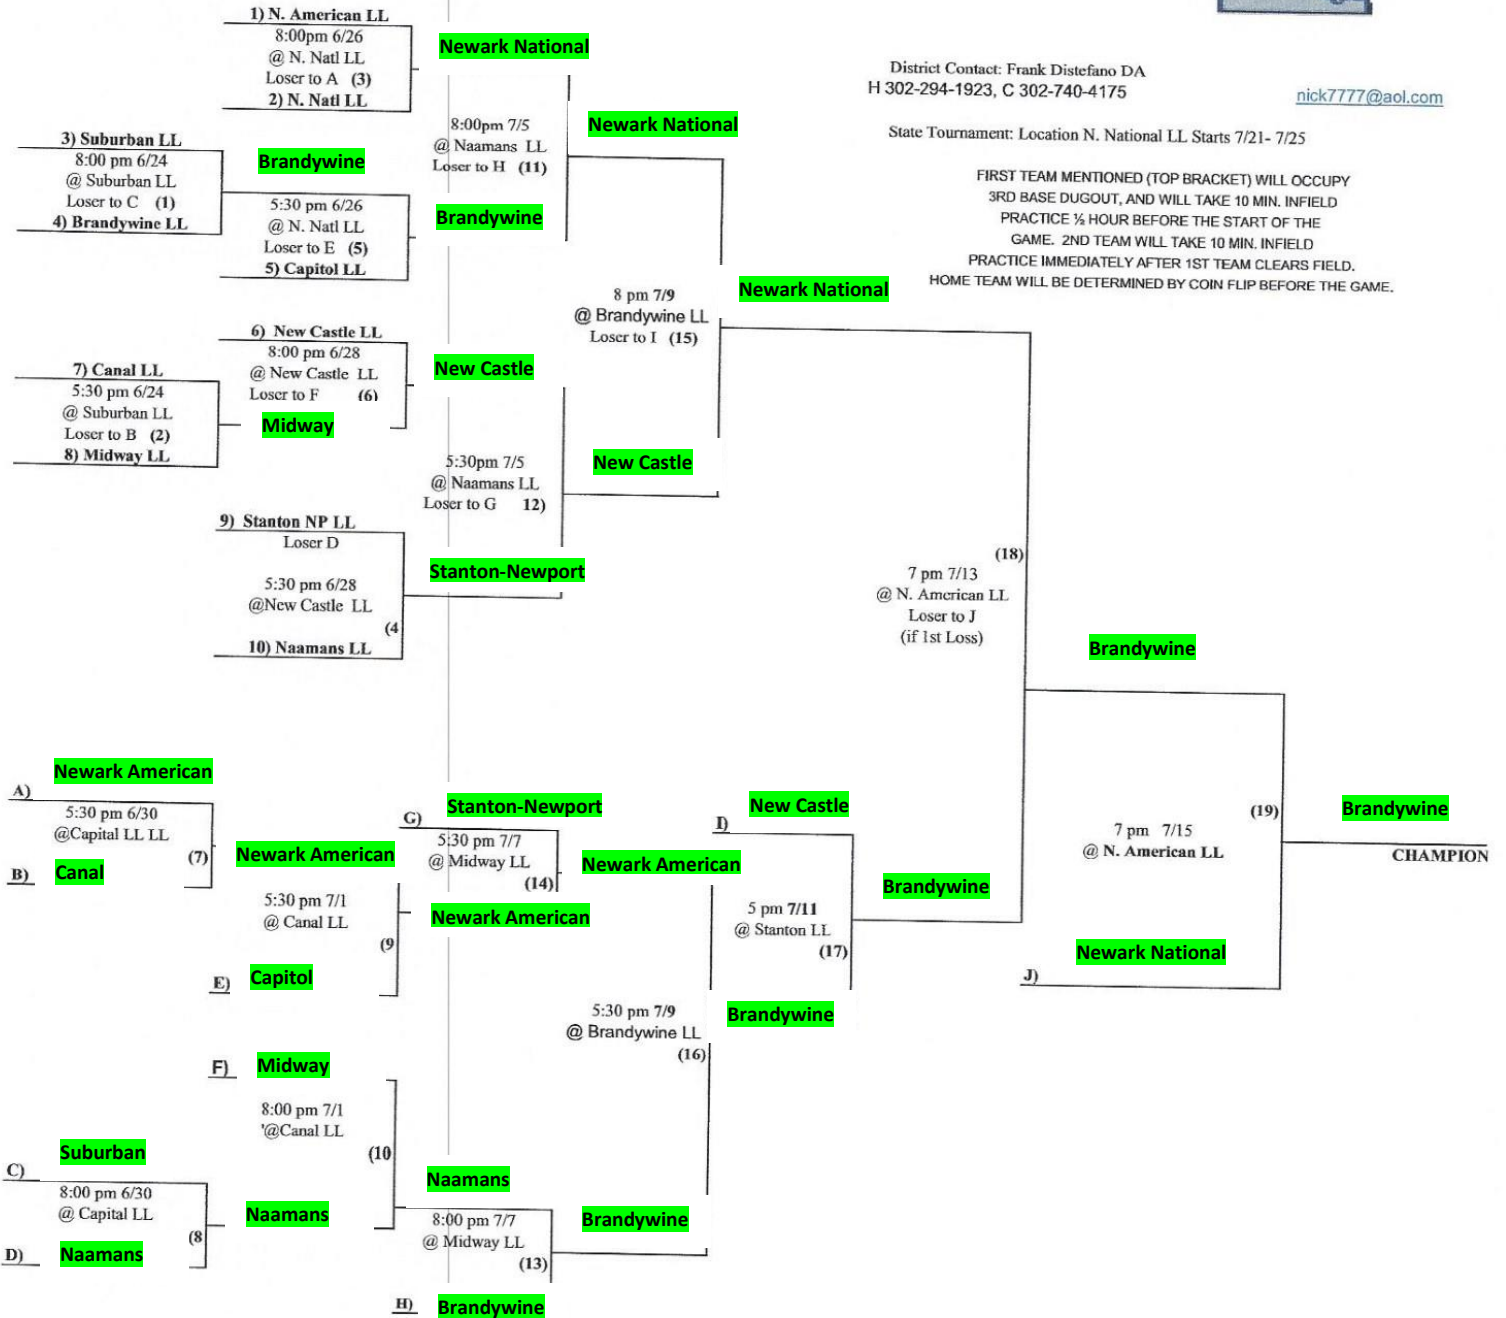 1) N. American LL
8:00pm 6/26
@ N. Natl LL
Loser to A (3)
2) N. Natl LL
Newark National
District Contact: Frank Distefano DA
H 302-294-1923, C 302-740-4175
nick7777@aol.com
State Tournament: Location N. National LL Starts 7/21- 7/25
FIRST TEAM MENTIONED (TOP BRACKET) WILL OCCUPY
3RD BASE DUGOUT, AND WILL TAKE 10 MIN. INFIELD
PRACTICE ½ HOUR BEFORE THE START OF THE
GAME. 2ND TEAM WILL TAKE 10 MIN. INFIELD
PRACTICE IMMEDIATELY AFTER 1ST TEAM CLEARS FIELD.
HOME TEAM WILL BE DETERMINED BY COIN FLIP BEFORE THE GAME.
3) Suburban LL
8:00 pm 6/24
@ Suburban LL
Loser to C (1)
4) Brandywine LL
Brandywine
5:30 pm 6/26
@ N. Natl LL
Loser to E (5)
5) Capitol LL
8:00pm 7/5
@ Naamans LL
Loser to H (11)
Brandywine
Newark National
6) New Castle LL
8:00 pm 6/28
@ New Castle LL
Loser to F (6)
Midway
7) Canal LL
5:30 pm 6/24
@ Suburban LL
Loser to B (2)
8) Midway LL
New Castle
8 pm 7/9
@ Brandywine LL
Loser to I (15)
Newark National
5:30pm 7/5
@ Naamans LL
Loser to G 12)
New Castle
9) Stanton NP LL
Loser D
5:30 pm 6/28
@New Castle LL
(4
10) Naamans LL
Stanton-Newport
(18)
7 pm 7/13
@ N. American LL
Loser to J
(if 1st Loss)
Brandywine
Newark American
A)
5:30 pm 6/30
@Capital LL LL
(7)
B) Canal
Newark American
5:30 pm 7/1
@ Canal LL
(9
E) Capitol
Stanton-Newport
G)
5:30 pm 7/7
@ Midway LL
(14)
Newark American
Newark American
New Castle
I)
5 pm 7/11
@ Stanton LL
(17)
Brandywine
Brandywine
(19)
7 pm 7/15
@ N. American LL
Brandywine
CHAMPION
Newark National
J)
5:30 pm 7/9
@ Brandywine LL
(16)
F) Midway
8:00 pm 7/1
'@Canal LL
(10
Suburban
C)
8:00 pm 6/30
@ Capital LL
(8
D) Naamans
Naamans
Naamans
8:00 pm 7/7
@ Midway LL
(13)
H) Brandywine
Brandywine